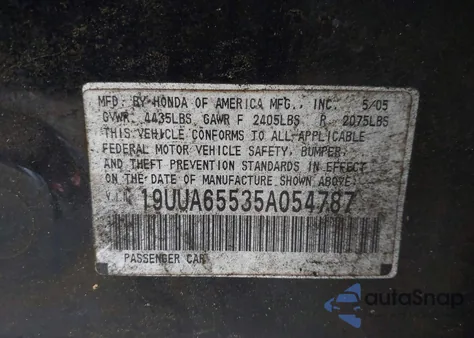 MFD. BY HONDA OF AMERICA MFG., INC. 5/05
GVWR. 4435LBS. GAWR F 2405LBS R 2075LBS
THIS VEHICLE CONFORMS TO ALL APPLICABLE
FEDERAL MOTOR VEHICLE SAFETY, BUMPER,
AND THEFT PREVENTION STANDARDS IN EFFECT
ON THE DATE OF MANUFACTURE SHOWN ABOVE.
V.I.N. 19UUA65535A054787
PASSENGER CAR
autoSnap